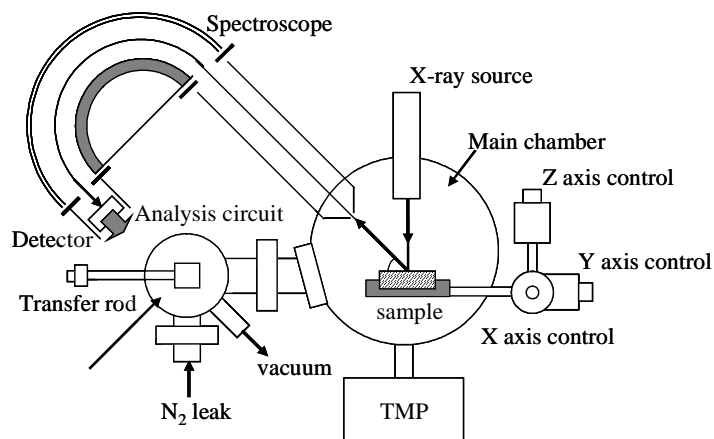 Spectroscope
X-ray source
Main chamber
Z axis control
Analysis circuit
Detector
Y axis control
Transfer rod
sample
X axis control
vacuum
N₂ leak
TMP